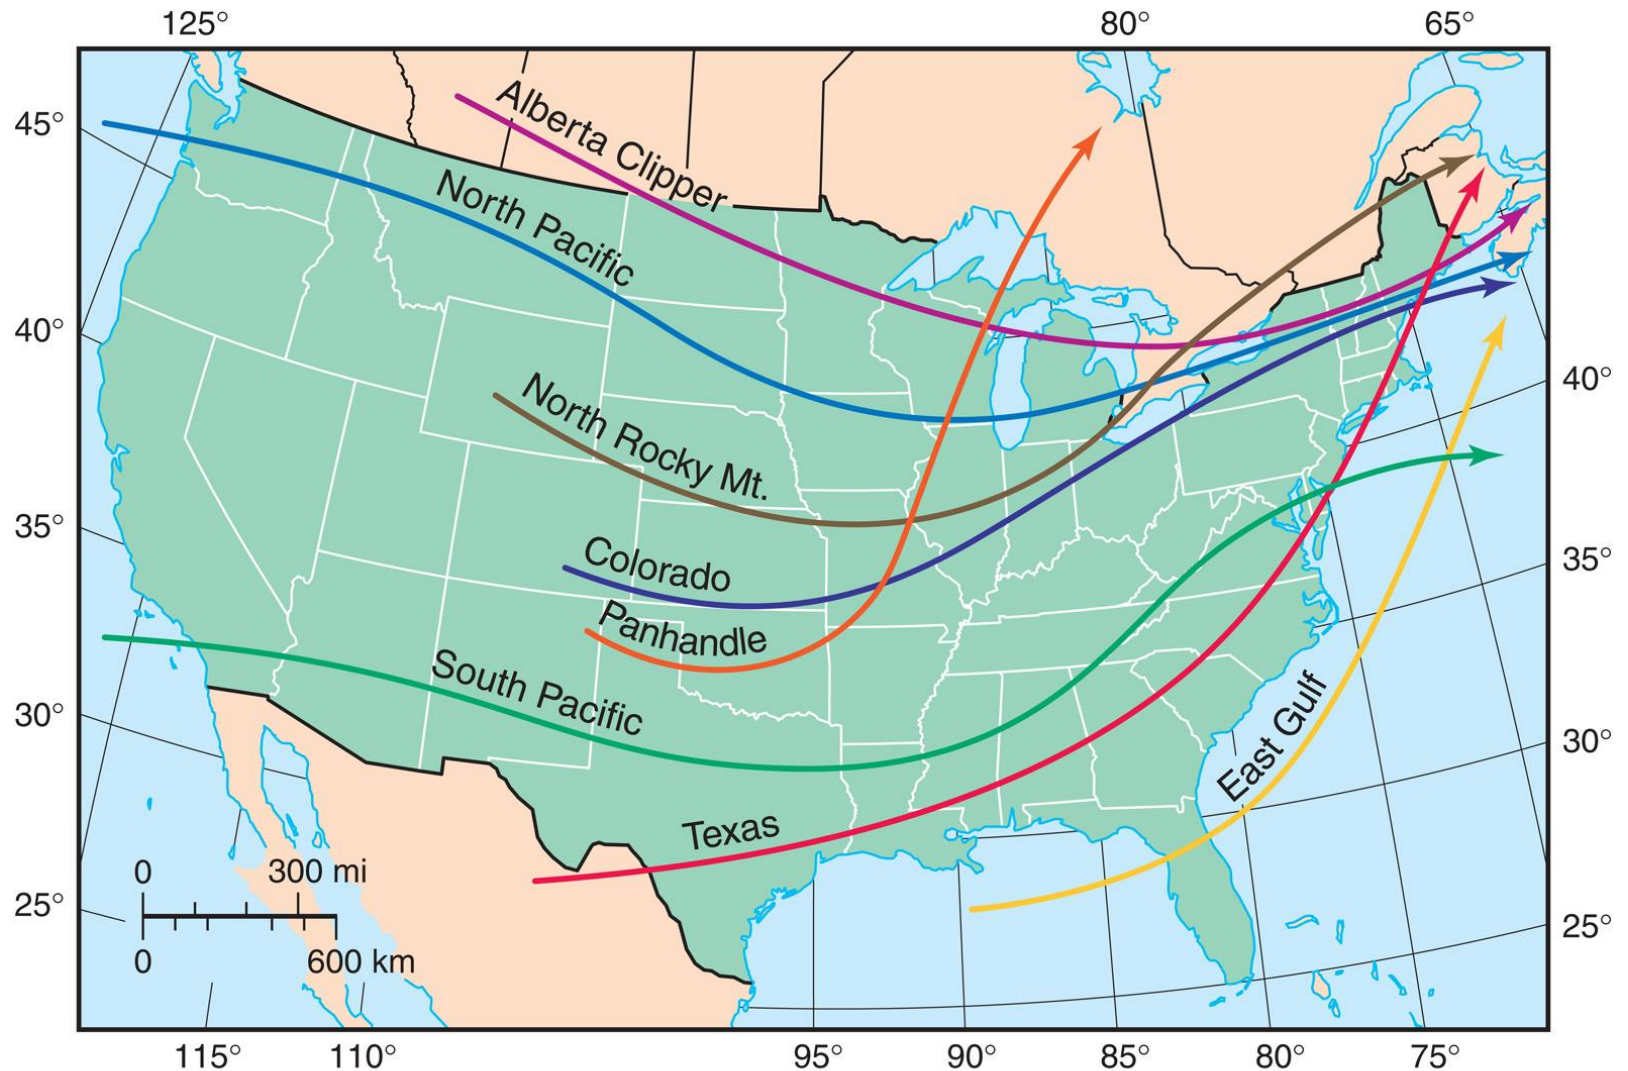 125°
80°
65°
45°
Alberta Clipper
North Pacific
40°
40°
North Rocky Mt.
35°
Colorado
35°
Panhandle
South Pacific
30°
East Gulf
30°
Texas
0
300 mi
25°
25°
0
600 km
115°
110°
95°
90°
85°
80°
75°